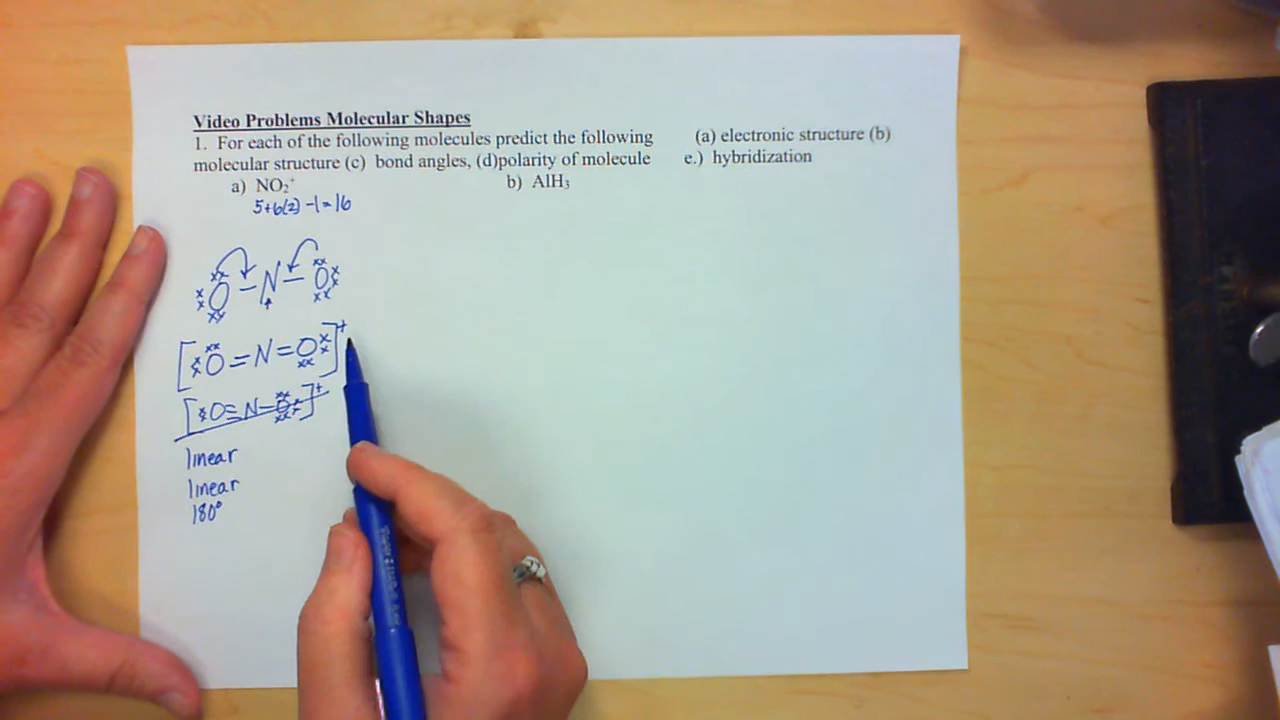 Video Problems Molecular Shapes
1. For each of the following molecules predict the following (a) electronic structure (b)
molecular structure (c) bond angles, (d)polarity of molecule e.) hybridization
a) NO₂⁺ b) AlH₃
5+6(2)-1=16
O-N-O
[O=N=O]⁺
[O≡N-O]⁺
linear
linear
180°